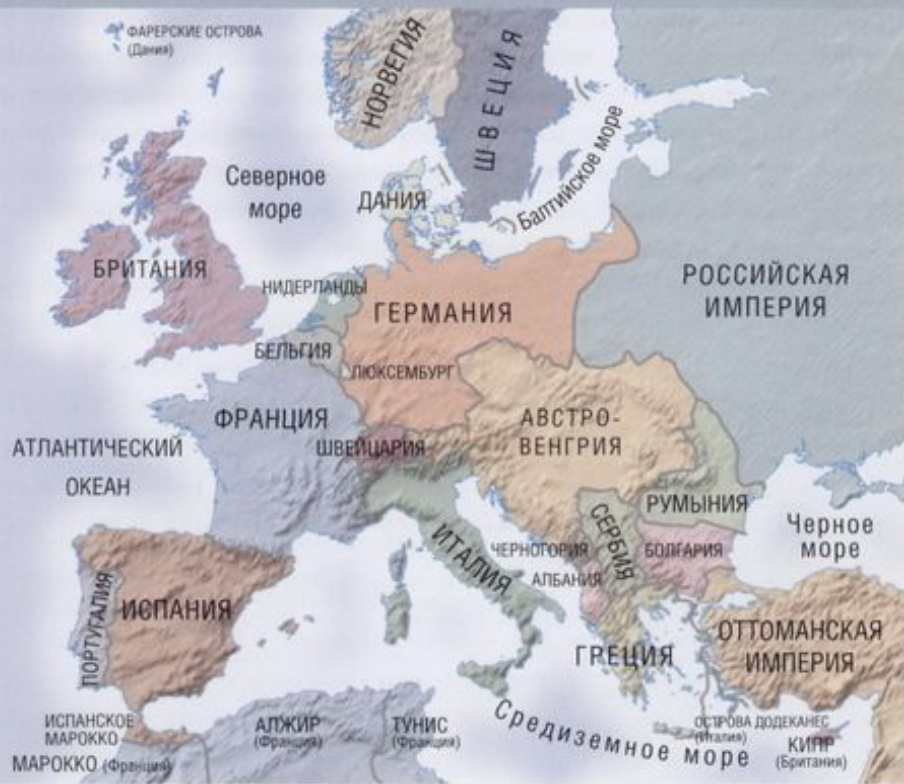 ФАРЕРСКИЕ ОСТРОВА
(Дания)
НОРВЕГИЯ
ШВЕЦИЯ
Северное
море
ДАНИЯ
Балтийское море
БРИТАНИЯ
НИДЕРЛАНДЫ
ГЕРМАНИЯ
РОССИЙСКАЯ
ИМПЕРИЯ
БЕЛЬГИЯ
ЛЮКСЕМБУРГ
ФРАНЦИЯ
АВСТРО-
ВЕНГРИЯ
ШВЕЙЦАРИЯ
АТЛАНТИЧЕСКИЙ
ОКЕАН
РУМЫНИЯ
СЕРБИЯ
Черное
море
ИТАЛИЯ
ЧЕРНОГОРИЯ
БОЛГАРИЯ
АЛБАНИЯ
ПОРТУГАЛИЯ
ИСПАНИЯ
ГРЕЦИЯ
ОТТОМАНСКАЯ
ИМПЕРИЯ
ИСПАНСКОЕ
МАРОККО
МАРОККО (Франция)
АЛЖИР
(Франция)
ТУНИС
(Франция)
Средиземное море
ОСТРОВА ДОДЕКАНЕС
(Италия)
КИПР
(Британия)